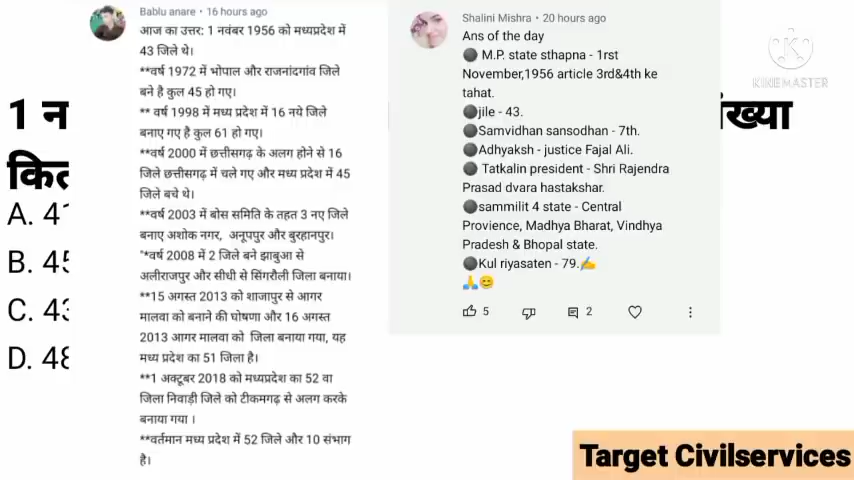 Bablu anare • 16 hours ago
आज का उत्तर: 1 नवंबर 1956 को मध्यप्रदेश में
43 जिले थे।
**वर्ष 1972 में भोपाल और राजनांदगांव जिले
बने है कुल 45 हो गए।
** वर्ष 1998 में मध्य प्रदेश में 16 नये जिले
बनाए गए है कुल 61 हो गए।
**वर्ष 2000 में छत्तीसगढ़ के अलग होने से 16
जिले छत्तीसगढ़ में चले गए और मध्य प्रदेश में 45
जिले बचे थे।
**वर्ष 2003 में बोस समिति के तहत 3 नए जिले
बनाए अशोक नगर, अनूपपुर और बुरहानपुर।
**वर्ष 2008 में 2 जिले बने झाबुआ से
अलीराजपुर और सीधी से सिंगरौली जिला बनाया।
**15 अगस्त 2013 को शाजापुर से आगर
मालवा को बनाने की घोषणा और 16 अगस्त
2013 आगर मालवा को जिला बनाया गया, यह
मध्य प्रदेश का 51 जिला है।
**1 अक्टूबर 2018 को मध्यप्रदेश का 52 वा
जिला निवाड़ी जिले को टीकमगढ़ से अलग करके
बनाया गया ।
**वर्तमान मध्य प्रदेश में 52 जिले और 10 संभाग
है।
Shalini Mishra • 20 hours ago
Ans of the day
⚫ M.P. state sthapna - 1rst
November,1956 article 3rd&4th ke
tahat.
⚫jile - 43.
⚫Samvidhan sansodhan - 7th.
⚫Adhyaksh - justice Fajal Ali.
⚫ Tatkalin president - Shri Rajendra
Prasad dvara hastakshar.
⚫sammilit 4 state - Central
Provience, Madhya Bharat, Vindhya
Pradesh & Bhopal state.
⚫Kul riyasaten - 79.✍️
🙏😊
5 2
KINEMASTER
1 न
A. 41
B. 45
C. 43
D. 48
Target Civilservices